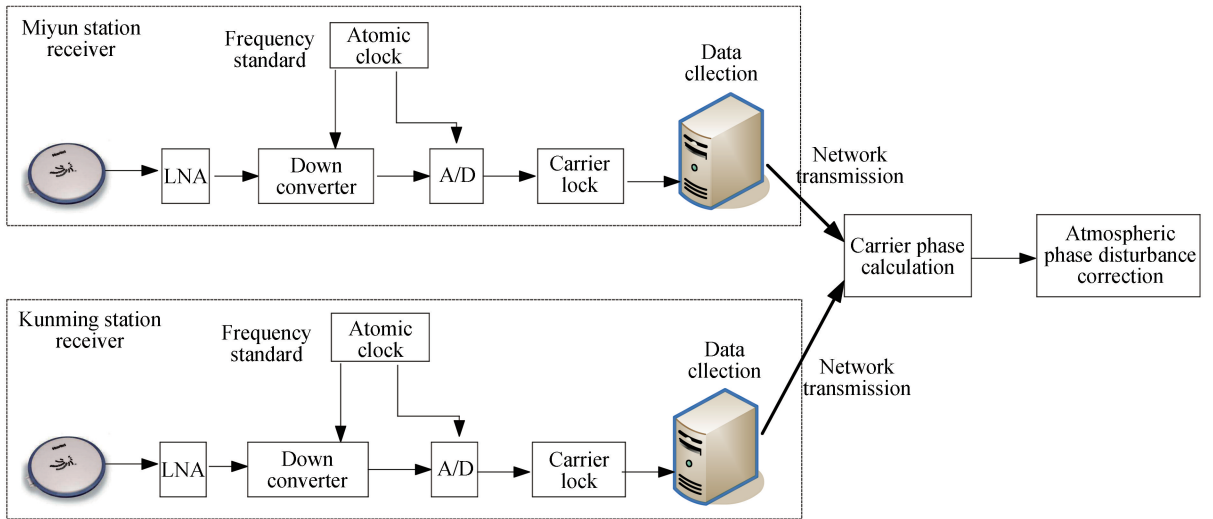 Miyun station
receiver
Frequency
standard
Atomic
clock
Data
cllection
LNA
Down
converter
A/D
Carrier
lock
Network
transmission
Carrier phase
calculation
Atmospheric
phase disturbance
correction
Kunming station
receiver
Frequency
standard
Atomic
clock
Data
cllection
Network
transmission
LNA
Down
converter
A/D
Carrier
lock